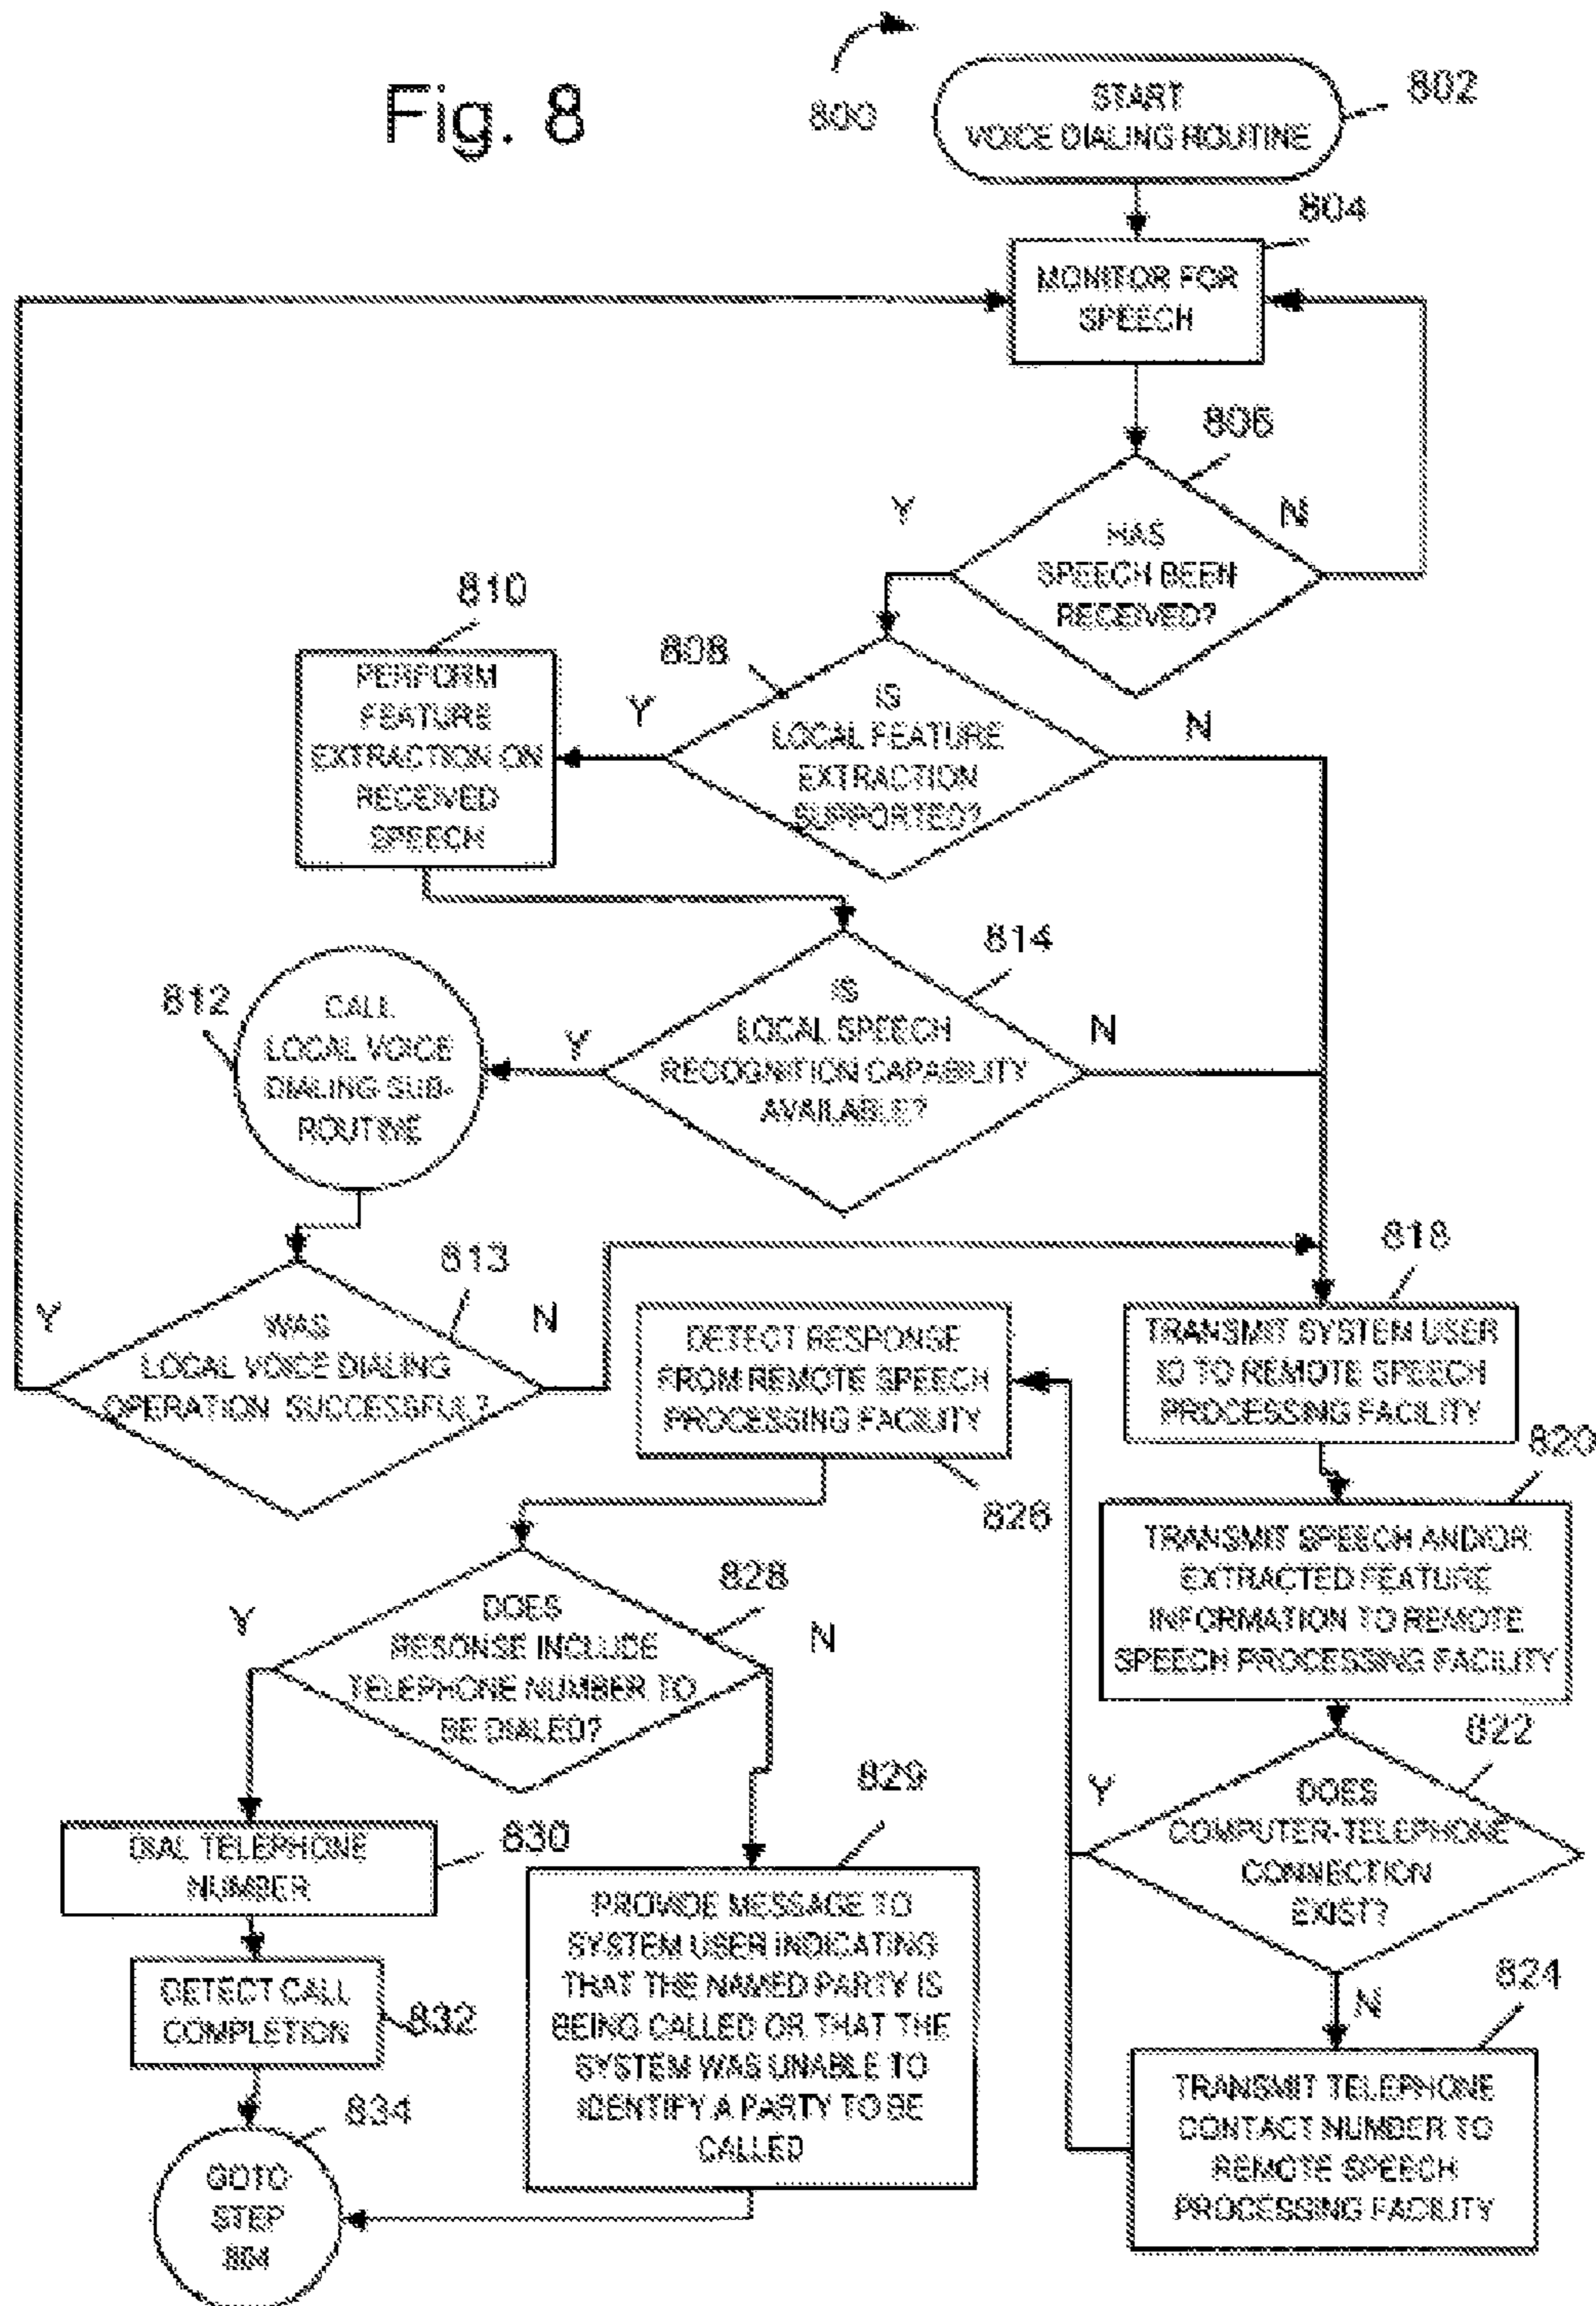 Fig. 8
800
START
VOICE DIALING ROUTINE
802
804
MONITOR FOR
SPEECH
806
Y
N
HAS
SPEECH BEEN
RECEIVED?
810
PERFORM
FEATURE
EXTRACTION ON
RECEIVED
SPEECH
808
Y
N
IS
LOCAL FEATURE
EXTRACTION
SUPPORTED?
814
IS
LOCAL SPEECH
RECOGNITION CAPABILITY
AVAILABLE?
Y
N
812
CALL
LOCAL VOICE
DIALING SUB-
ROUTINE
813
Y
N
WAS
LOCAL VOICE DIALING
OPERATION SUCCESSFUL?
818
TRANSMIT SYSTEM USER
ID TO REMOTE SPEECH
PROCESSING FACILITY
DETECT RESPONSE
FROM REMOTE SPEECH
PROCESSING FACILITY
826
820
TRANSMIT SPEECH AND/OR
EXTRACTED FEATURE
INFORMATION TO REMOTE
SPEECH PROCESSING FACILITY
828
Y
N
DOES
RESONSE INCLUDE
TELEPHONE NUMBER TO
BE DIALED?
822
Y
DOES
COMPUTER-TELEPHONE
CONNECTION
EXIST?
N
829
PROVIDE MESSAGE TO
SYSTEM USER INDICATING
THAT THE NAMED PARTY IS
BEING CALLED OR THAT THE
SYSTEM WAS UNABLE TO
IDENTIFY A PARTY TO BE
CALLED
DIAL TELEPHONE
NUMBER
830
DETECT CALL
COMPLETION
832
824
TRANSMIT TELEPHONE
CONTACT NUMBER TO
REMOTE SPEECH
PROCESSING FACILITY
834
GOTO
STEP
804